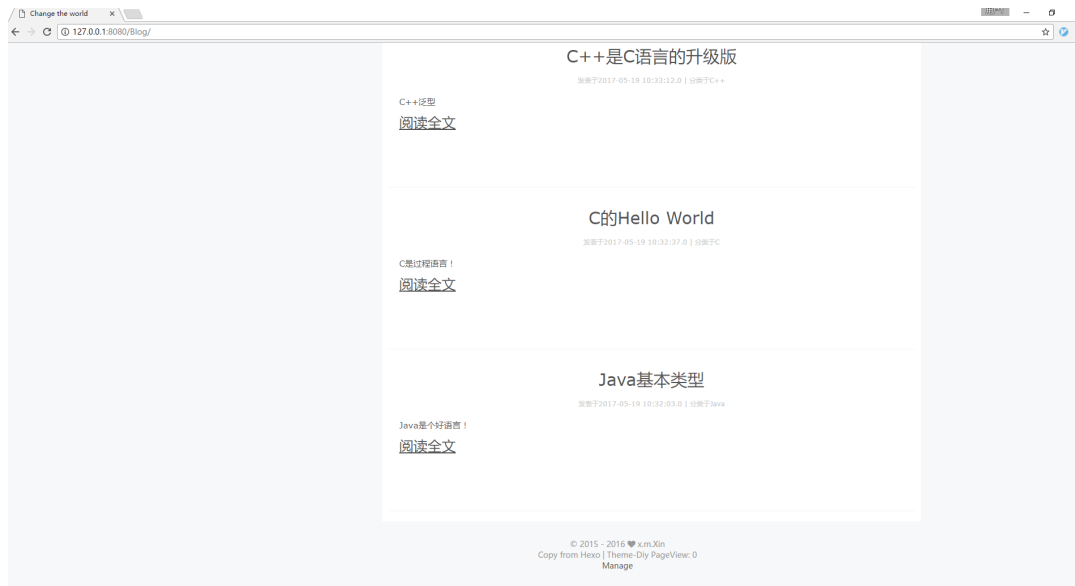 Change the world
127.0.0.1:8080/Blog/
C++是C语言的升级版
发表于2017-05-19 10:33:12.0 | 分类于C++
C++泛型
阅读全文
C的Hello World
发表于2017-05-19 10:32:37.0 | 分类于C
C是过程语言！
阅读全文
Java基本类型
发表于2017-05-19 10:32:03.0 | 分类于Java
Java是个好语言！
阅读全文
© 2015 - 2016 ❤ x.m.Xin
Copy from Hexo | Theme-Diy PageView: 0
Manage